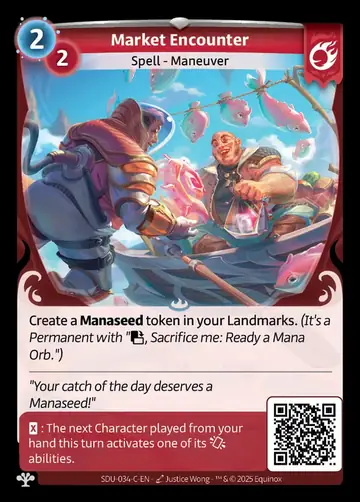 2
Market Encounter
2
Spell - Maneuver
Create a Manaseed token in your Landmarks. (It's a
Permanent with ", Sacrifice me: Ready a Mana
Orb.")
"Your catch of the day deserves a
Manaseed!"
X : The next Character played from your
hand this turn activates one of its
abilities.
SDU-034-C-EN - Justice Wong - ™ & © 2025 Equinox